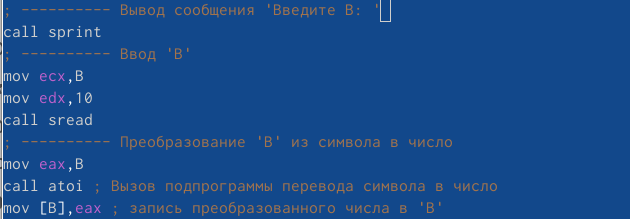 ; ---------- Вывод сообщения 'Введите B: '
call sprint
; ---------- Ввод 'B'
mov ecx,B
mov edx,10
call sread
; ---------- Преобразование 'B' из символа в число
mov eax,B
call atoi ; Вызов подпрограммы перевода символа в число
mov [B],eax ; запись преобразованного числа в 'B'